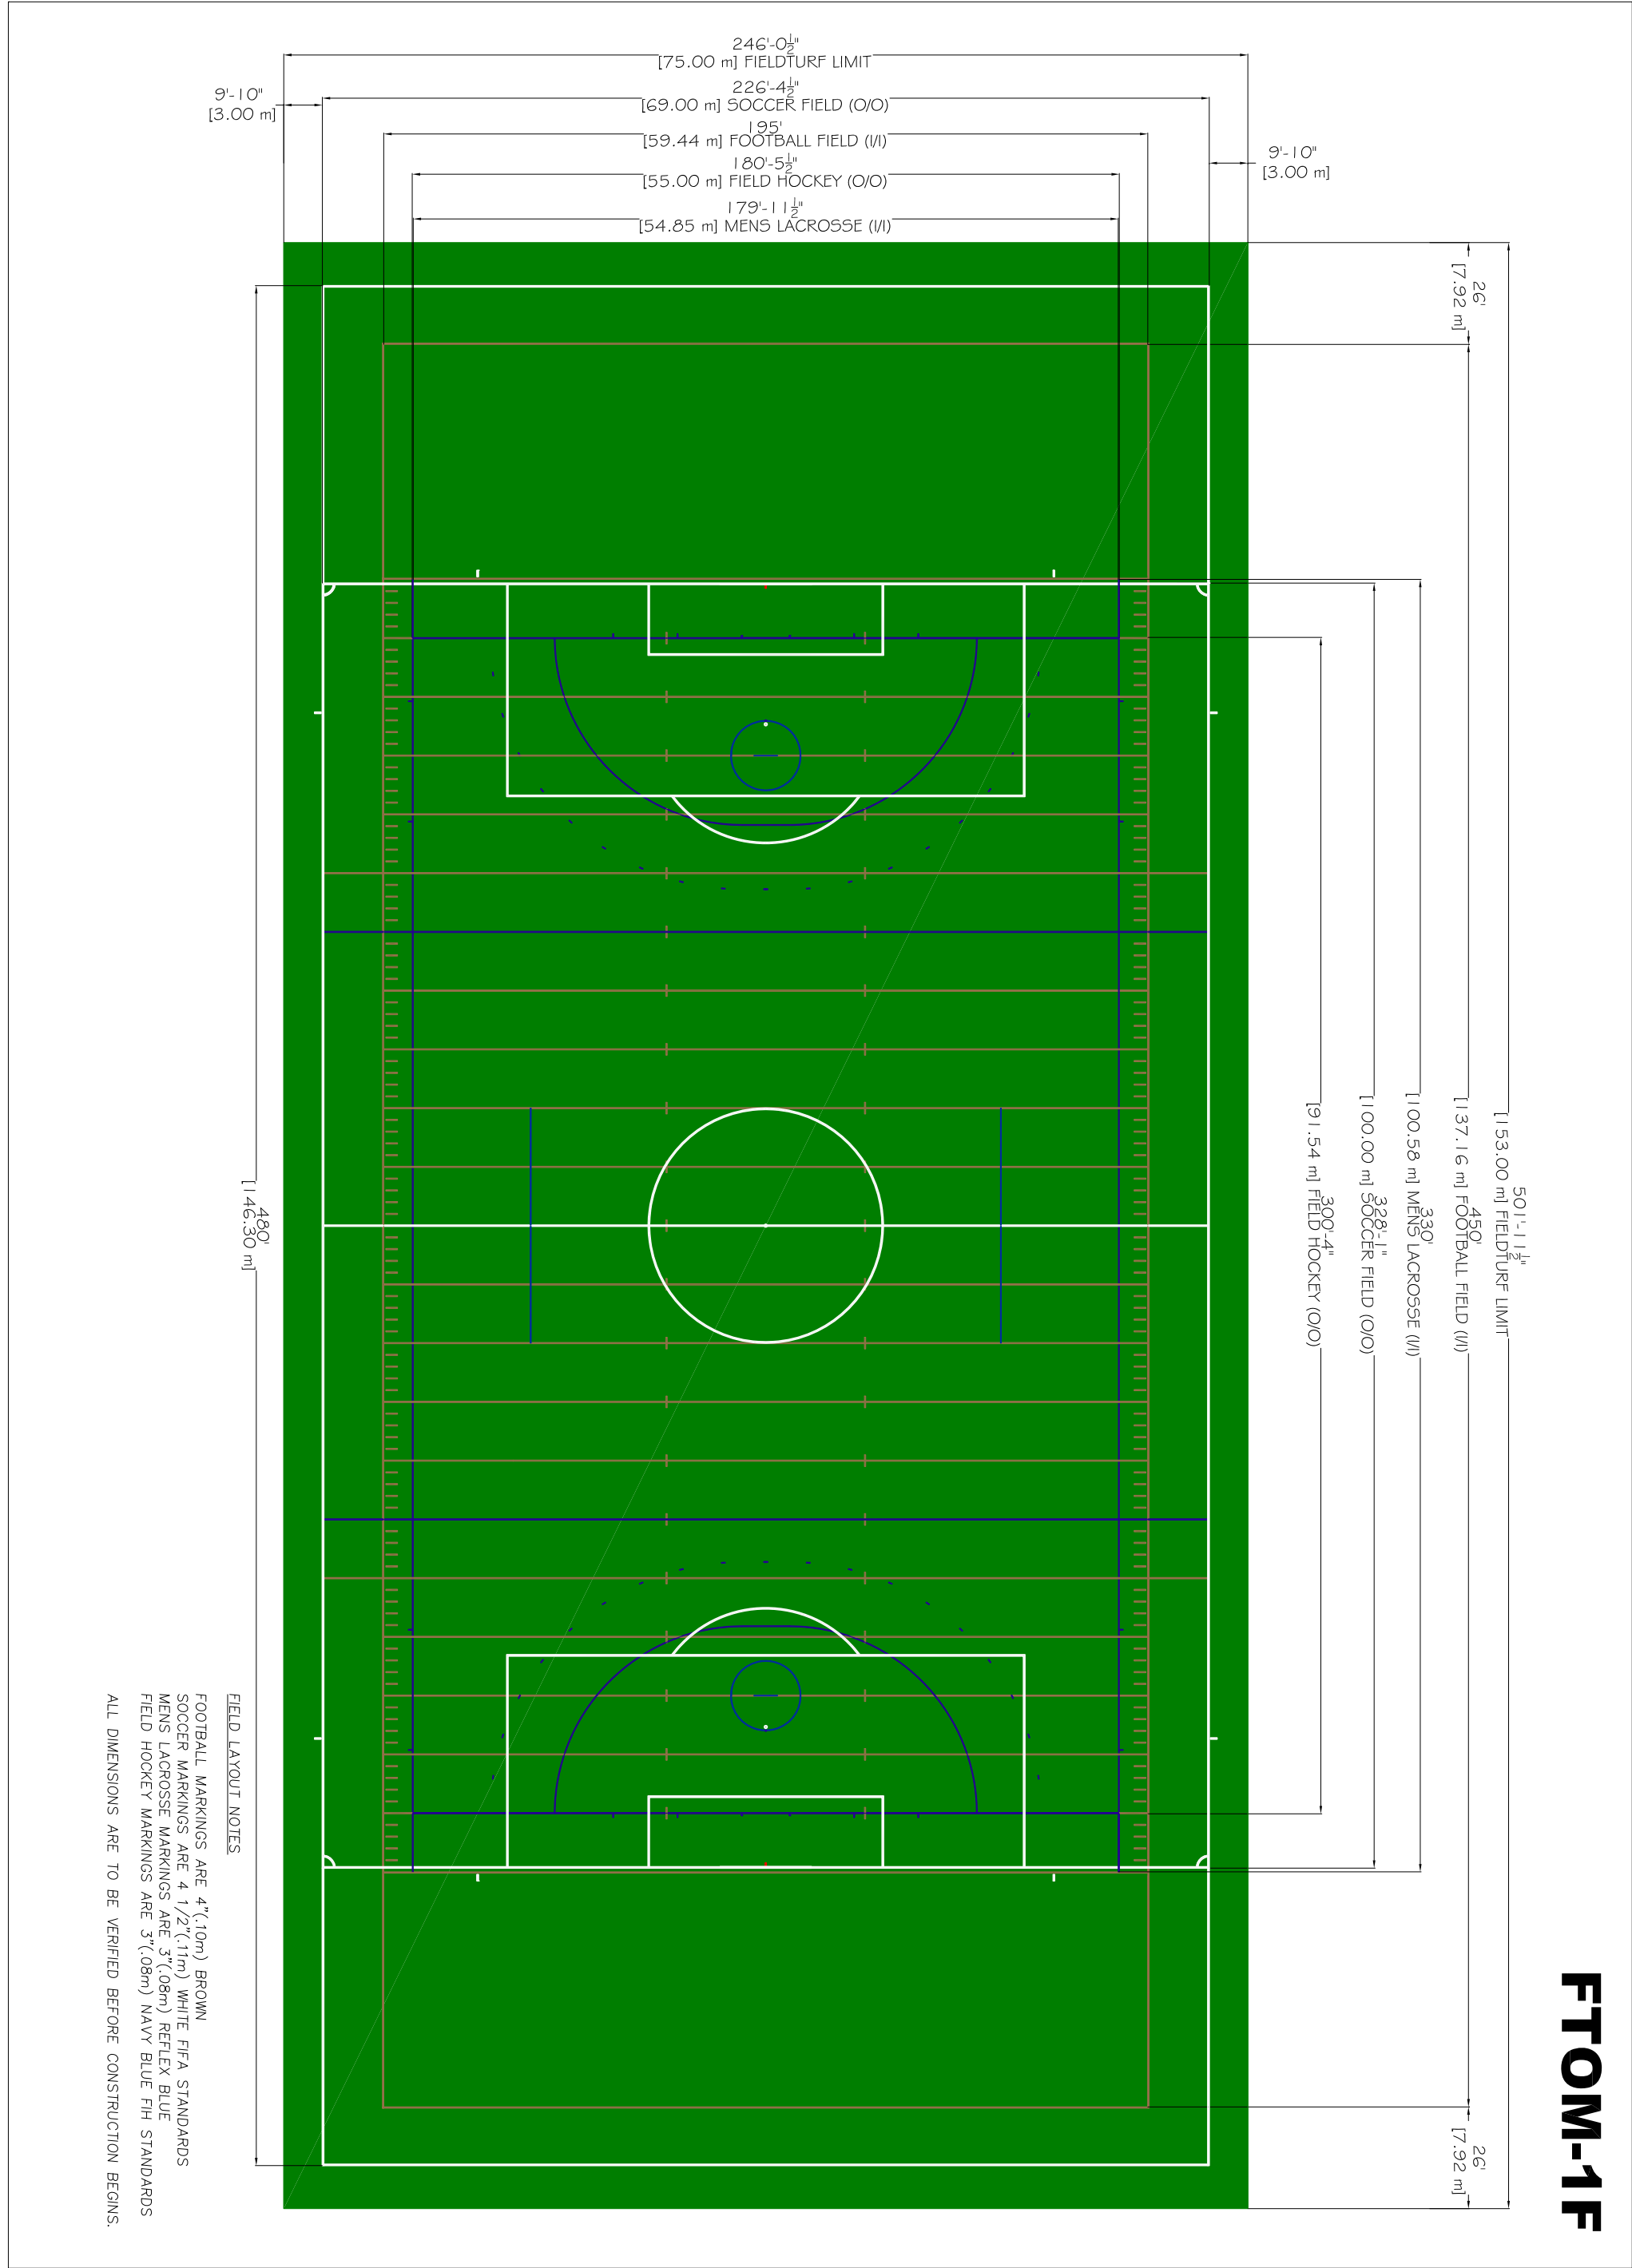 246'-0½"
[75.00 m] FIELDTURF LIMIT
226'-4½"
[69.00 m] SOCCER FIELD (O/O)
9'-10"
[3.00 m]
195'
[59.44 m] FOOTBALL FIELD (I/I)
9'-10"
[3.00 m]
180'-5½"
[55.00 m] FIELD HOCKEY (O/O)
179'-11½"
[54.85 m] MENS LACROSSE (I/I)
26'
[7.92 m]
501'-11½"
[153.00 m] FIELDTURF LIMIT
450'
[137.16 m] FOOTBALL FIELD (I/I)
330'
[100.58 m] MENS LACROSSE (I/I)
328'-1"
[100.00 m] SOCCER FIELD (O/O)
300'-4"
[91.54 m] FIELD HOCKEY (O/O)
480'
[146.30 m]
26'
[7.92 m]
FIELD LAYOUT NOTES
FOOTBALL MARKINGS ARE 4"(.10m) BROWN
SOCCER MARKINGS ARE 4 1/2"(.11m) WHITE FIFA STANDARDS
MENS LACROSSE MARKINGS ARE 3"(.08m) REFLEX BLUE
FIELD HOCKEY MARKINGS ARE 3"(.08m) NAVY BLUE FIH STANDARDS
ALL DIMENSIONS ARE TO BE VERIFIED BEFORE CONSTRUCTION BEGINS.
FTOM-1F